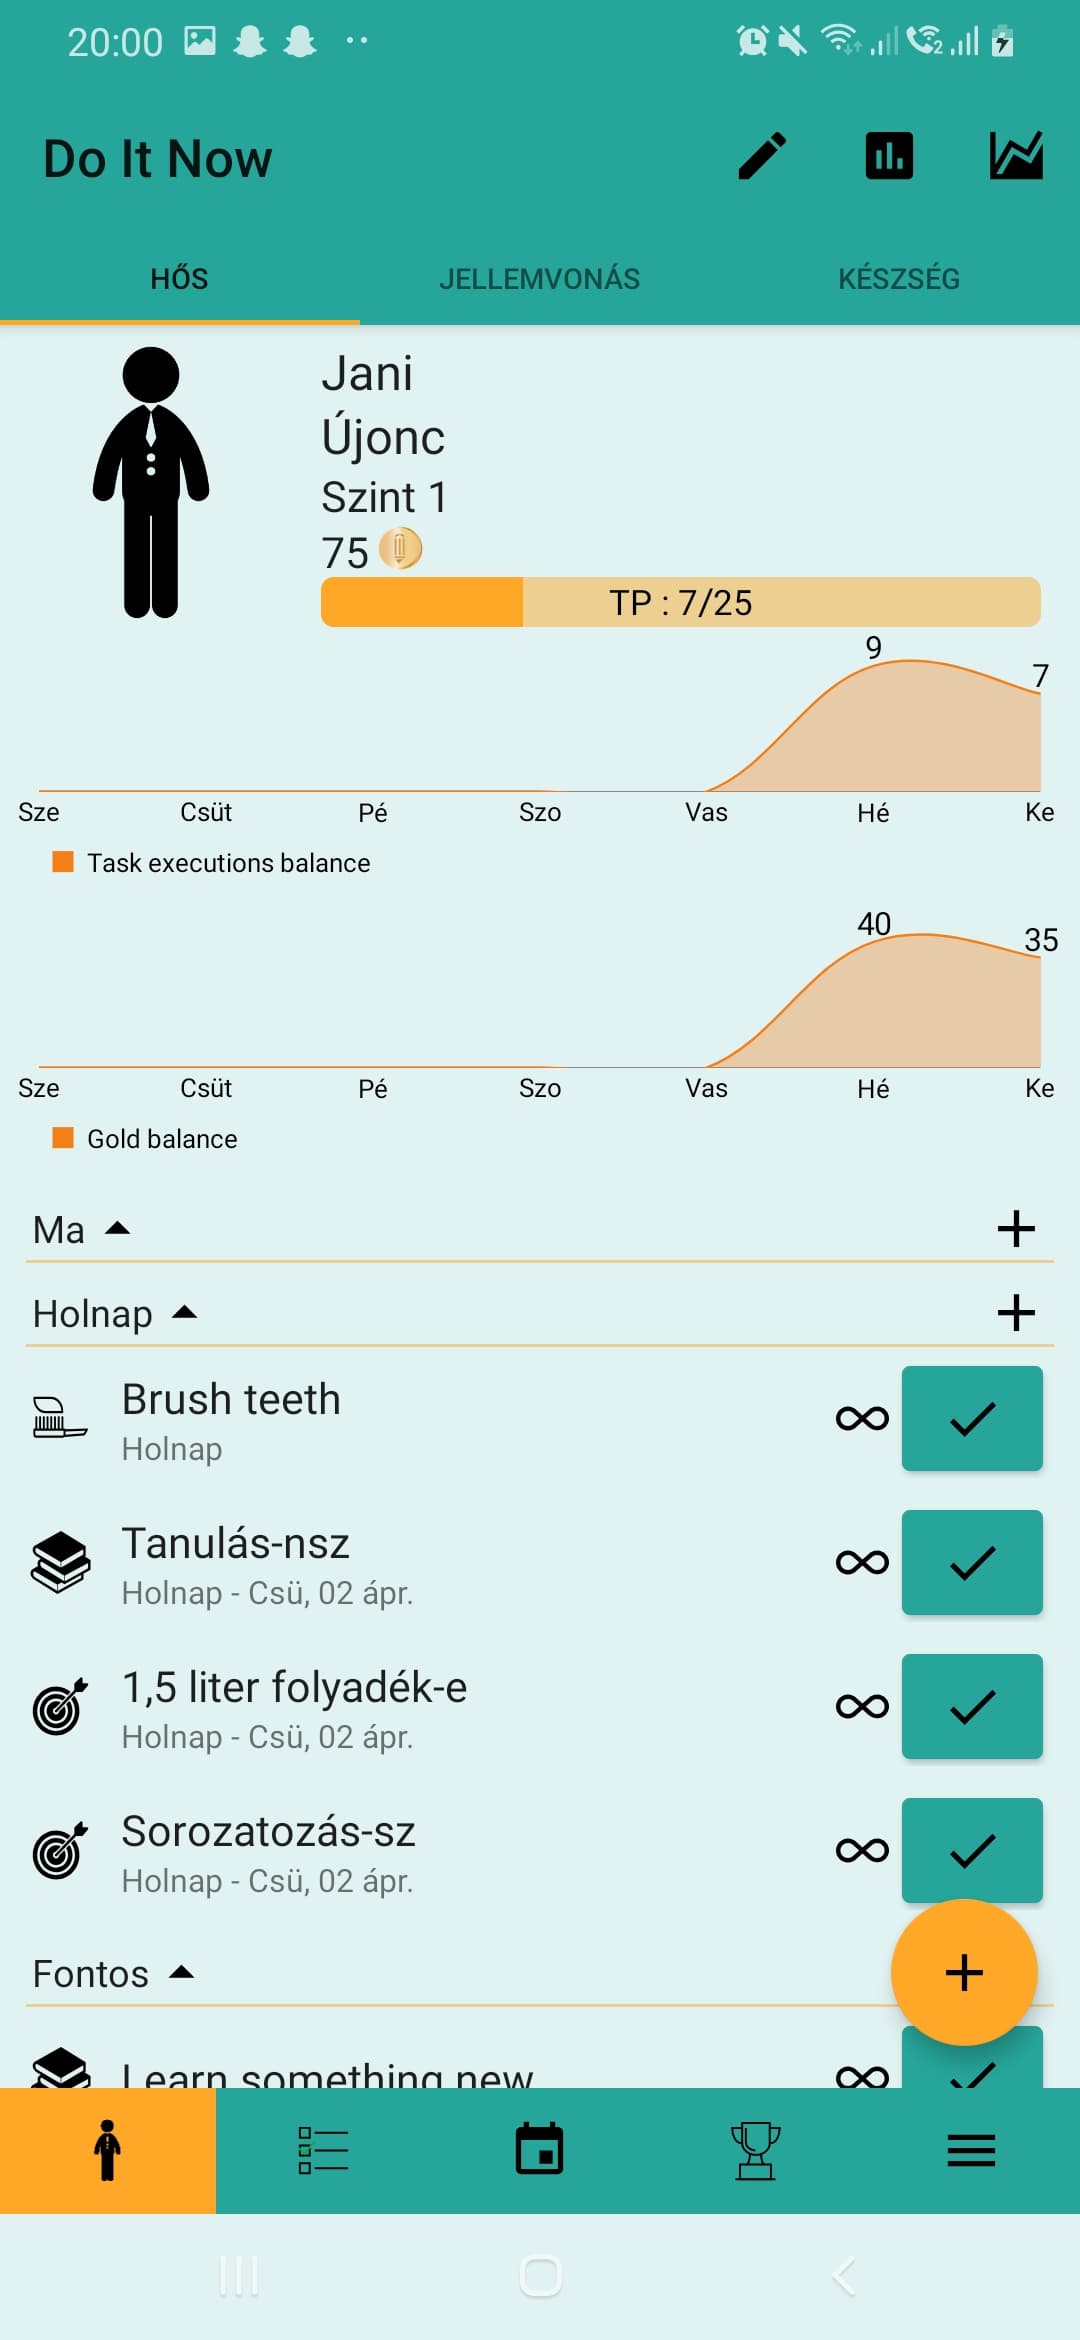 20:00
Do It Now
HŐS
JELLEMVONÁS
KÉSZSÉG
Jani
Újonc
Szint 1
75
TP : 7/25
9
7
Sze Csüt Pé Szo Vas Hé Ke
Task executions balance
40
35
Sze Csüt Pé Szo Vas Hé Ke
Gold balance
Ma
Holnap
Brush teeth
Holnap
Tanulás-nsz
Holnap - Csü, 02 ápr.
1,5 liter folyadék-e
Holnap - Csü, 02 ápr.
Sorozatozás-sz
Holnap - Csü, 02 ápr.
Fontos
Learn something new